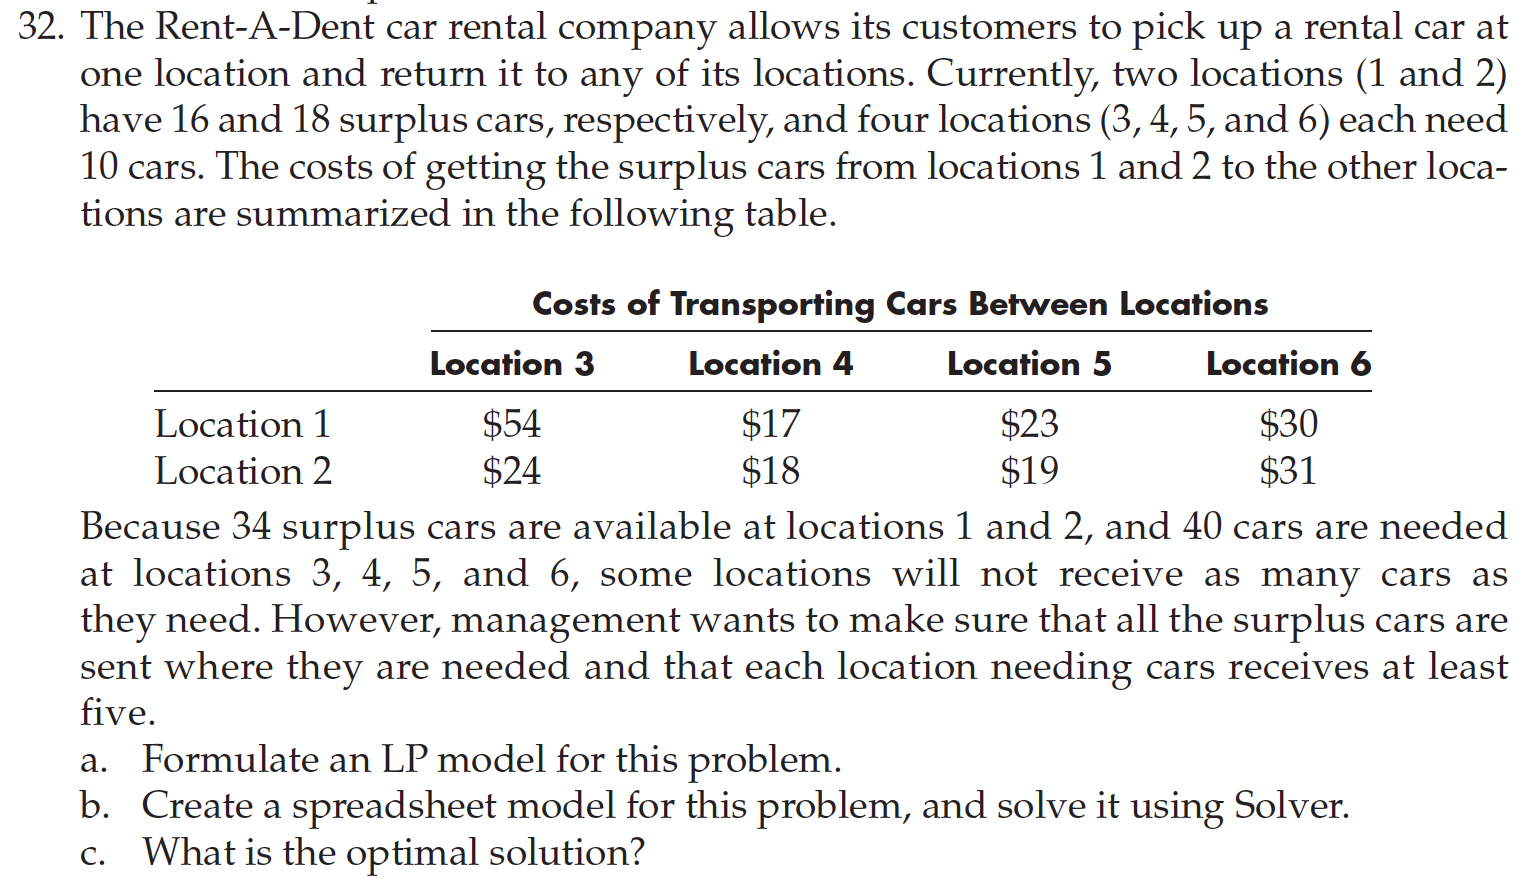 32. The Rent-A-Dent car rental company allows its customers to pick up a rental car at
one location and return it to any of its locations. Currently, two locations (1 and 2)
have 16 and 18 surplus cars, respectively, and four locations (3, 4, 5, and 6) each need
10 cars. The costs of getting the surplus cars from locations 1 and 2 to the other loca-
tions are summarized in the following table.
Costs of Transporting Cars Between Locations
Location 3 Location 4 Location 5 Location 6
Location 1 $54 $17 $23 $30
Location 2 $24 $18 $19 $31
Because 34 surplus cars are available at locations 1 and 2, and 40 cars are needed
at locations 3, 4, 5, and 6, some locations will not receive as many cars as
they need. However, management wants to make sure that all the surplus cars are
sent where they are needed and that each location needing cars receives at least
five.
a. Formulate an LP model for this problem.
b. Create a spreadsheet model for this problem, and solve it using Solver.
c. What is the optimal solution?